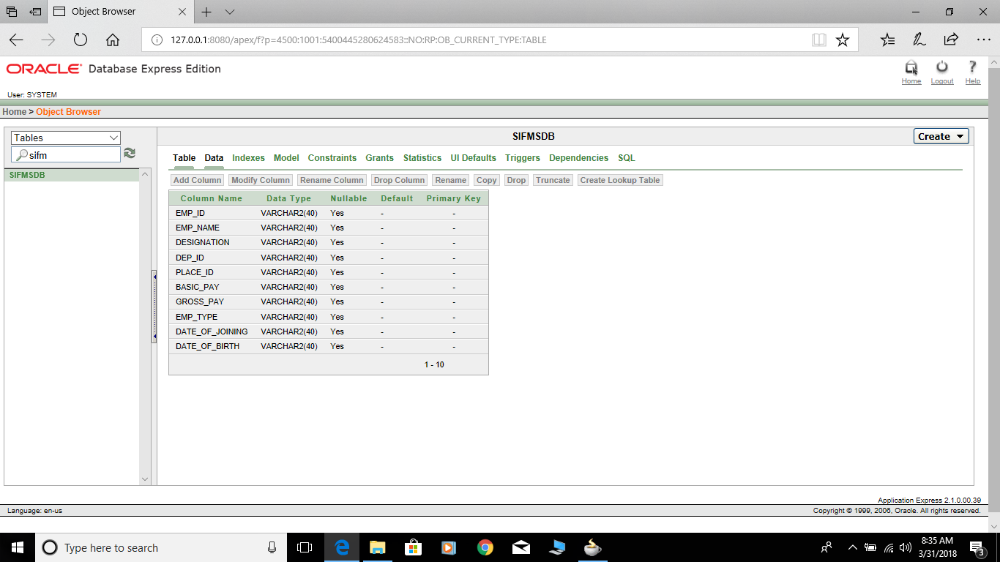 Object Browser
127.0.0.1:8080/apex/f?p=4500:1001:5400445280624583::NO:RP:OB_CURRENT_TYPE:TABLE
ORACLE Database Express Edition
Home Logout Help
User: SYSTEM
Home > Object Browser
Tables
sifm
SIFMSDB
SIFMSDB
Create
Table Data Indexes Model Constraints Grants Statistics UI Defaults Triggers Dependencies SQL
Add Column Modify Column Rename Column Drop Column Rename Copy Drop Truncate Create Lookup Table
Column Name Data Type Nullable Default Primary Key
EMP_ID VARCHAR2(40) Yes - -
EMP_NAME VARCHAR2(40) Yes - -
DESIGNATION VARCHAR2(40) Yes - -
DEP_ID VARCHAR2(40) Yes - -
PLACE_ID VARCHAR2(40) Yes - -
BASIC_PAY VARCHAR2(40) Yes - -
GROSS_PAY VARCHAR2(40) Yes - -
EMP_TYPE VARCHAR2(40) Yes - -
DATE_OF_JOINING VARCHAR2(40) Yes - -
DATE_OF_BIRTH VARCHAR2(40) Yes - -
1 - 10
Application Express 2.1.0.00.39
Language: en-us
Copyright © 1999, 2006, Oracle. All rights reserved.
Type here to search
8:35 AM
3/31/2018
3